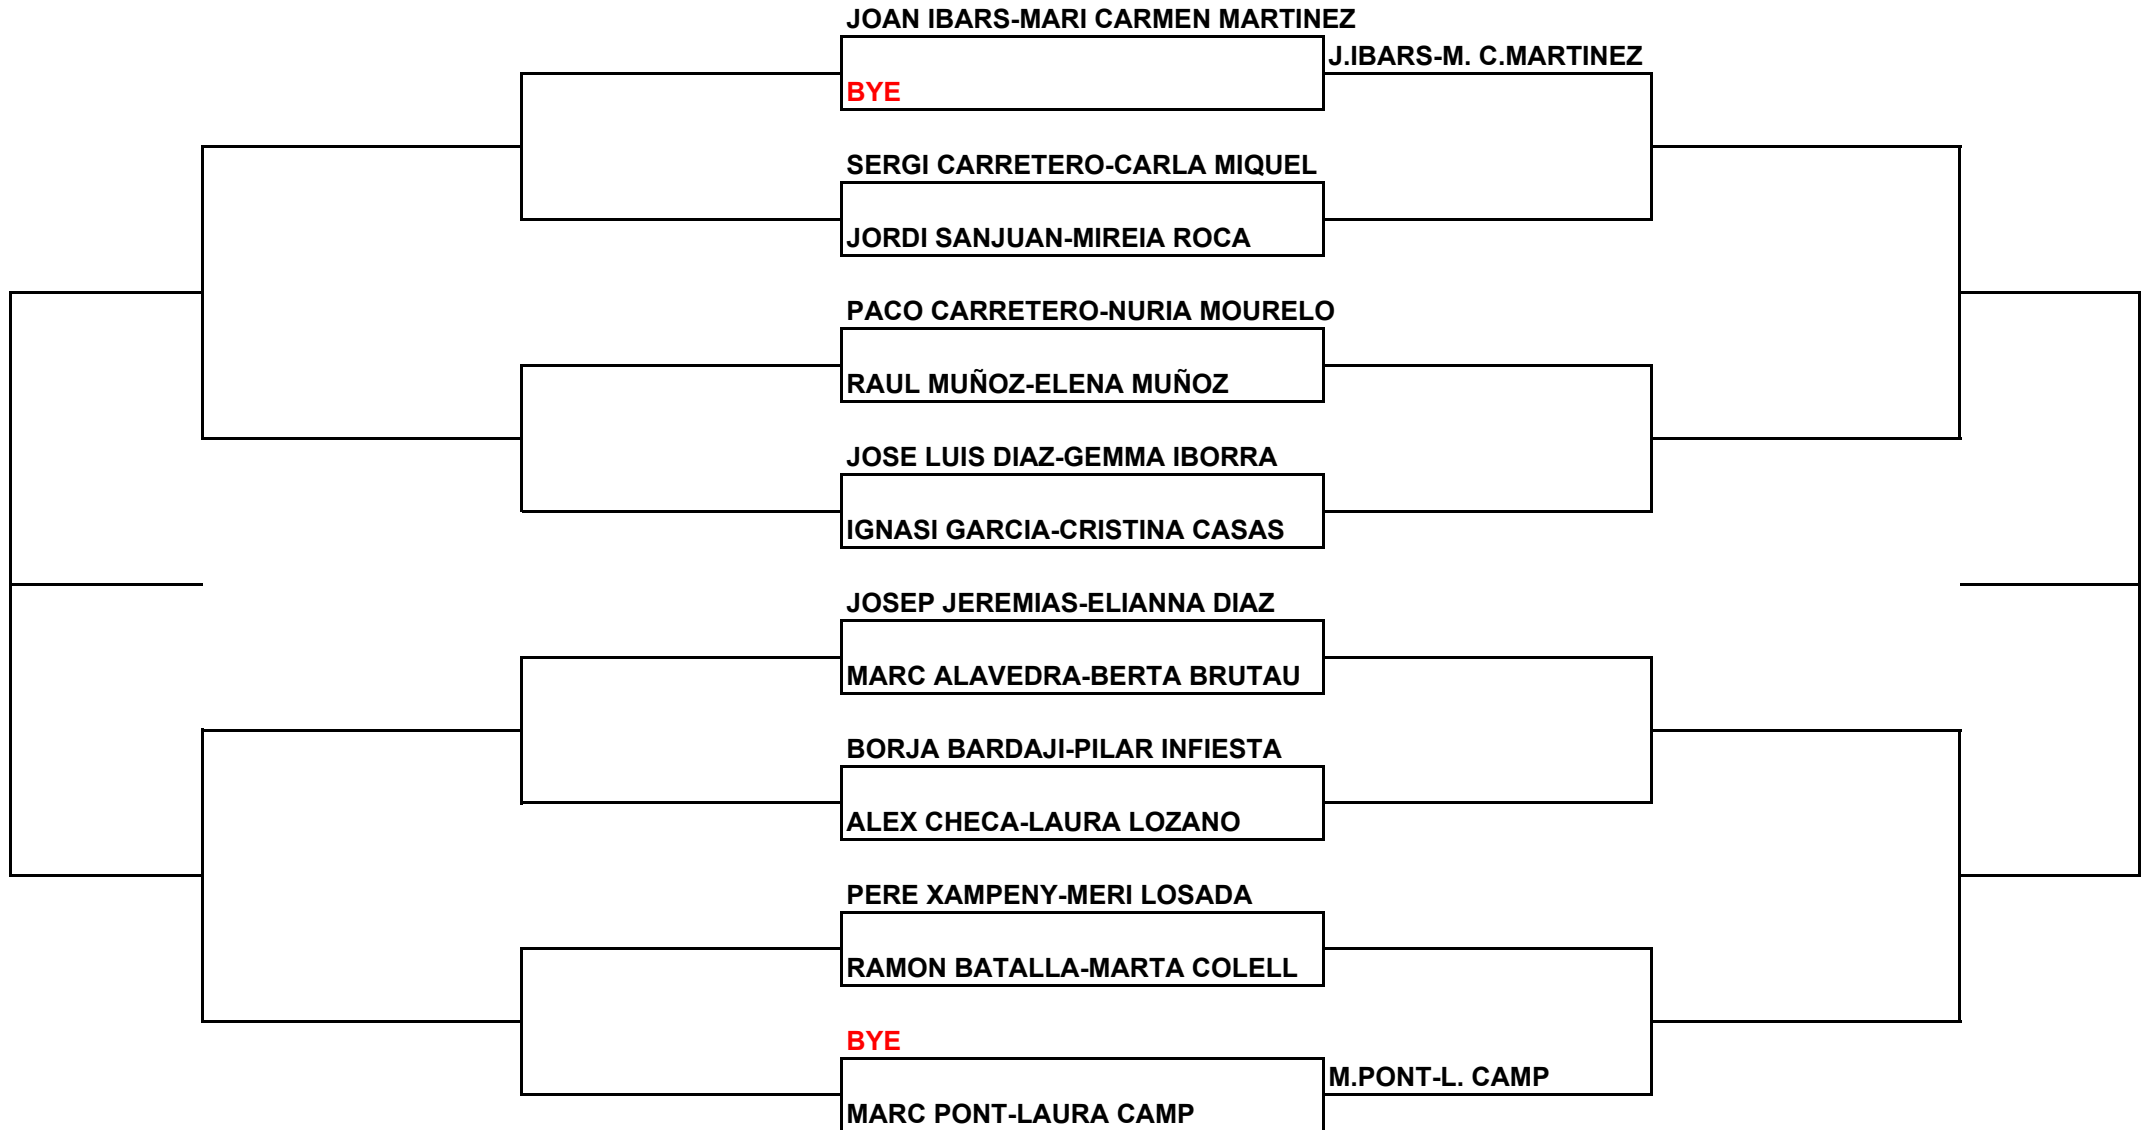 JOAN IBARS-MARI CARMEN MARTINEZ
J.IBARS-M. C.MARTINEZ
BYE
SERGI CARRETERO-CARLA MIQUEL
JORDI SANJUAN-MIREIA ROCA
PACO CARRETERO-NURIA MOURELO
RAUL MUÑOZ-ELENA MUÑOZ
JOSE LUIS DIAZ-GEMMA IBORRA
IGNASI GARCIA-CRISTINA CASAS
JOSEP JEREMIAS-ELIANNA DIAZ
MARC ALAVEDRA-BERTA BRUTAU
BORJA BARDAJI-PILAR INFIESTA
ALEX CHECA-LAURA LOZANO
PERE XAMPENY-MERI LOSADA
RAMON BATALLA-MARTA COLELL
BYE
M.PONT-L. CAMP
MARC PONT-LAURA CAMP